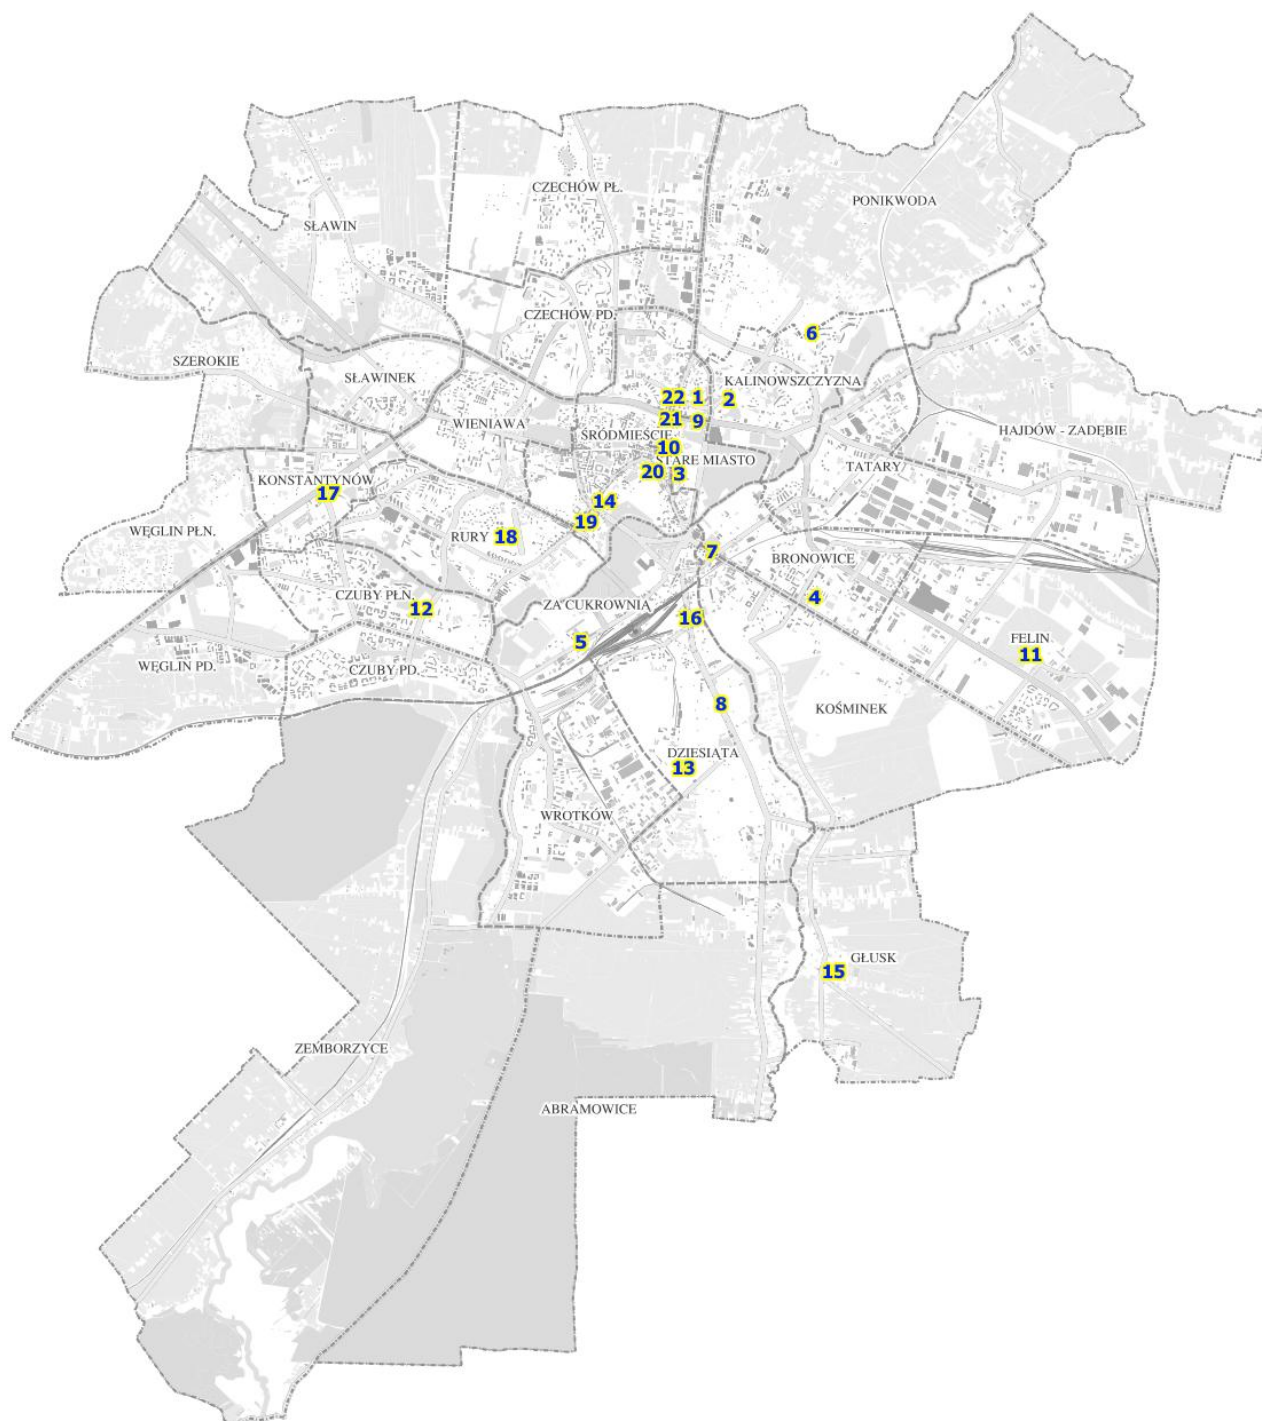 CZECHÓW PŁ.
PONIKWODA
SŁAWIN
CZECHÓW PD.
6
SZEROKIE
SŁAWINEK
KALINOWSZCZYZNA
22 1 2
WIENIAWA
21 9
ŚRÓDMIEŚCIE
HAJDÓW - ZADĘBIE
10
STARE MIASTO
TATARY
20 3
KONSTANTYNÓW
17
14
19
WĘGLIN PŁN.
RURY 18
7
BRONOWICE
CZUBY PŁN.
12
ZA CUKROWNIĄ
4
16
5
FELIN
11
WĘGLIN PD.
CZUBY PD.
8
KOŚMINEK
DZIESIĄTA
13
WROTKÓW
GŁUSK
15
ZEMBORZYCE
ABRAMOWICE